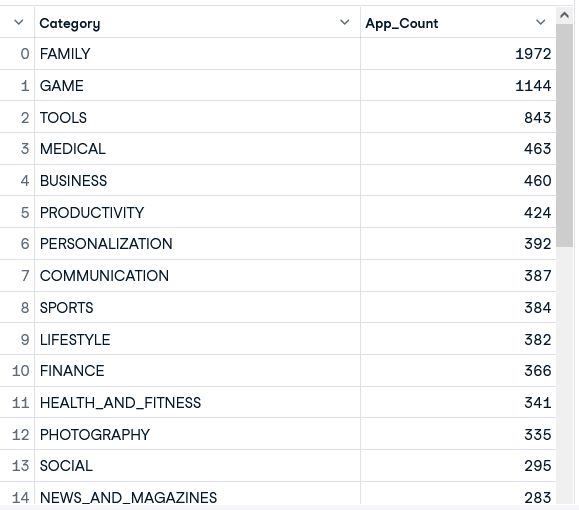 Category App_Count
0 FAMILY 1972
1 GAME 1144
2 TOOLS 843
3 MEDICAL 463
4 BUSINESS 460
5 PRODUCTIVITY 424
6 PERSONALIZATION 392
7 COMMUNICATION 387
8 SPORTS 384
9 LIFESTYLE 382
10 FINANCE 366
11 HEALTH_AND_FITNESS 341
12 PHOTOGRAPHY 335
13 SOCIAL 295
14 NEWS_AND_MAGAZINES 283